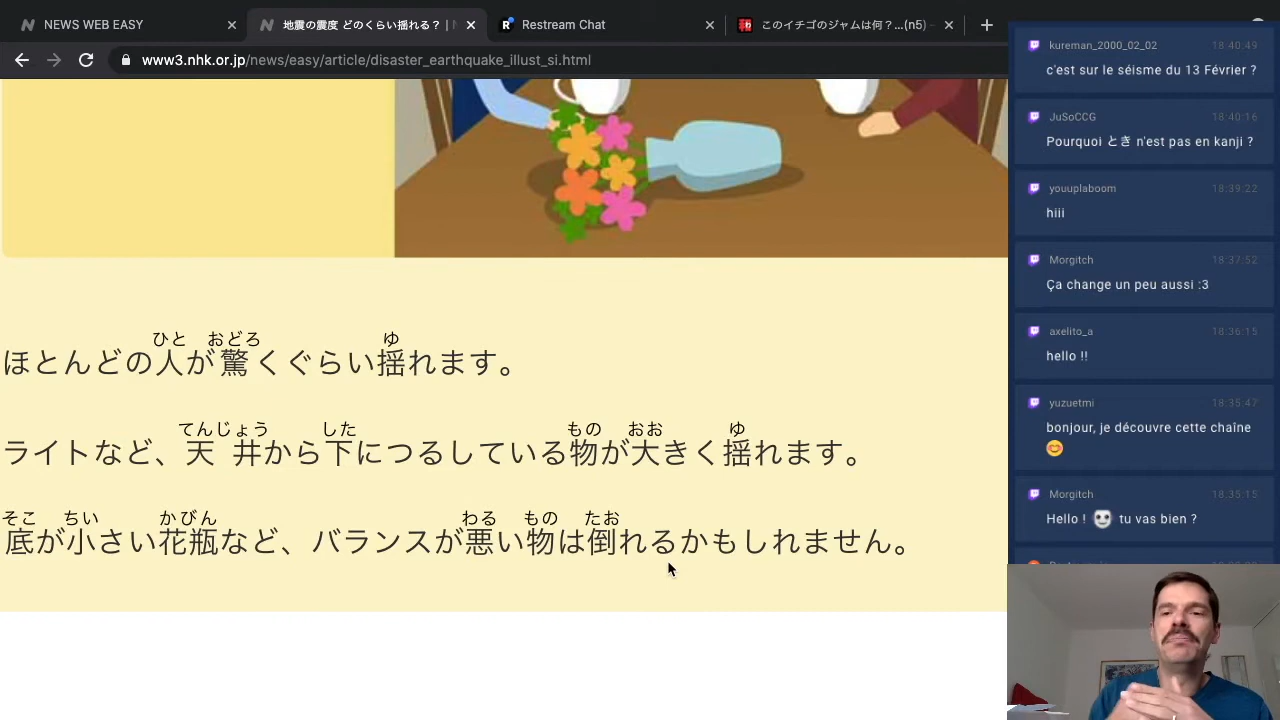 NEWS WEB EASY
地震の震度 どのくらい揺れる？ | N
Restream Chat
このイチゴのジャムは何？...(n5)
www3.nhk.or.jp/news/easy/article/disaster_earthquake_illust_si.html
ひと おどろ ゆ
ほとんどの人が驚くぐらい揺れます。
てんじょう した もの おお ゆ
ライトなど、天井から下につるしている物が大きく揺れます。
そこ ちい かびん わる もの たお
底が小さい花瓶など、バランスが悪い物は倒れるかもしれません。
kureman_2000_02_02 18:40:49
c'est sur le séisme du 13 Février ?
JuSoCCG 18:40:16
Pourquoi とき n'est pas en kanji ?
youuplaboom 18:39:22
hiii
Morgitch 18:37:52
Ça change un peu aussi :3
axelito_a 18:36:15
hello !!
yuzuetmi 18:35:47
bonjour, je découvre cette chaîne
😊
Morgitch 18:35:15
Hello ! tu vas bien ?